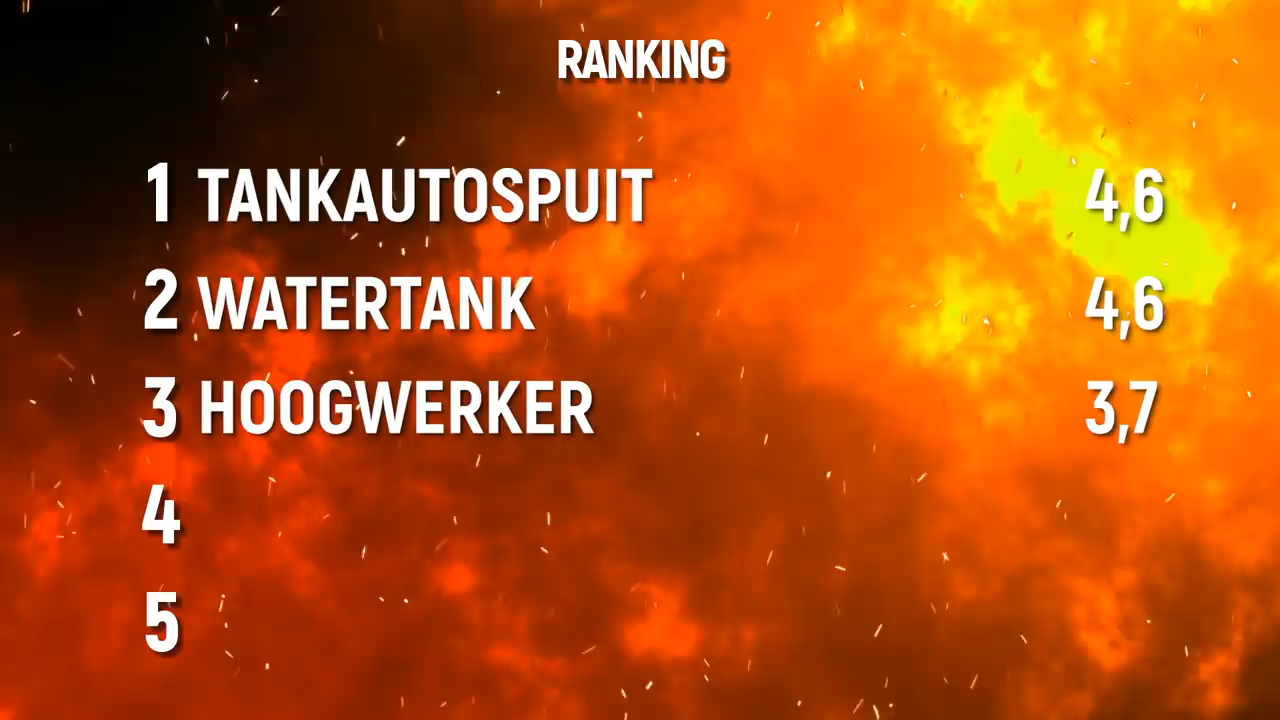 RANKING
1 TANKAUTOSPUIT 4,6
2 WATERTANK 4,6
3 HOOGWERKER 3,7
4
5